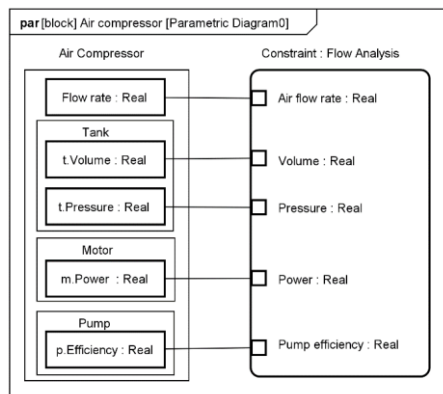 par [block] Air compressor [Parametric Diagram0]
Air Compressor
Constraint : Flow Analysis
Flow rate : Real
Air flow rate : Real
Tank
t.Volume : Real
Volume : Real
t.Pressure : Real
Pressure : Real
Motor
m.Power : Real
Power : Real
Pump
p.Efficiency : Real
Pump efficiency : Real